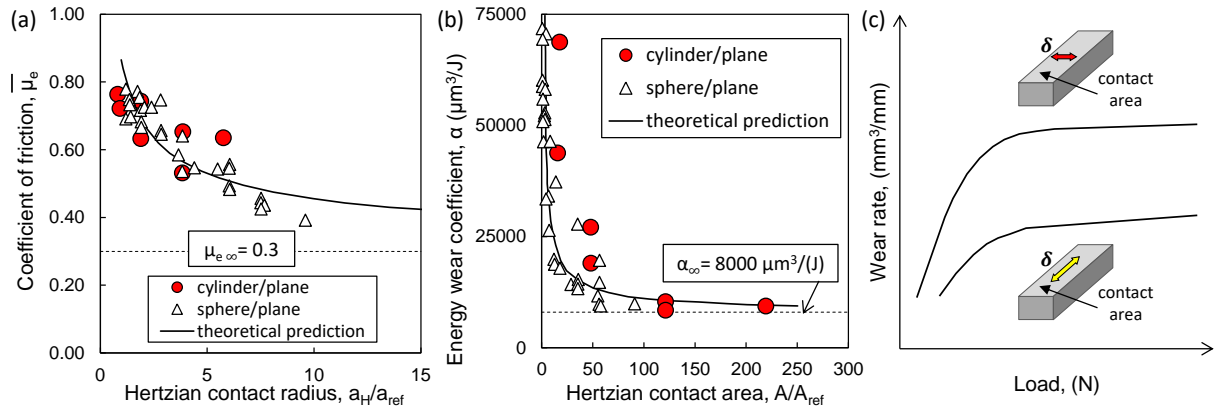 (a)
1.00
0.80
0.60
0.40
0.20
0.00
Coefficient of friction, μe
μe ∞= 0.3
cylinder/plane
sphere/plane
theoretical prediction
0 5 10 15
Hertzian contact radius, aH/aref
(b)
75000
50000
25000
0
Energy wear coefficient, α (μm³/J)
cylinder/plane
sphere/plane
theoretical prediction
α∞= 8000 μm³/(J)
0 50 100 150 200 250 300
Hertzian contact area, A/Aref
(c)
Wear rate, (mm³/mm)
δ
contact
area
δ
contact
area
Load, (N)